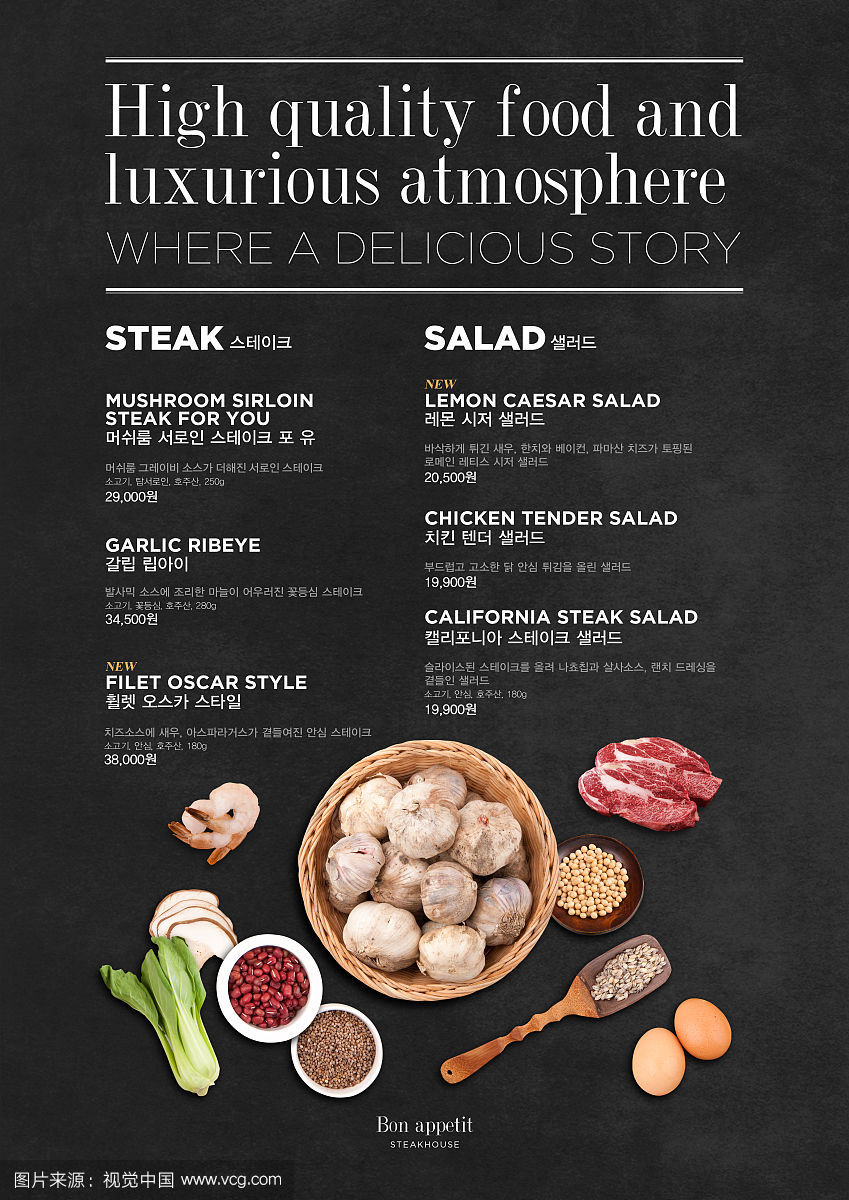 High quality food and
luxurious atmosphere
WHERE A DELICIOUS STORY
STEAK 스테이크
MUSHROOM SIRLOIN
STEAK FOR YOU
머쉬룸 서로인 스테이크 포 유
머쉬룸 그레이비 소스가 더해진 서로인 스테이크
소고기, 탑서로인, 호주산, 250g
29,000원
GARLIC RIBEYE
갈립 립아이
발사믹 소스에 조리한 마늘이 어우러진 꽃등심 스테이크
소고기, 꽃등심, 호주산, 280g
34,500원
NEW
FILET OSCAR STYLE
휠렛 오스카 스타일
치즈소스에 새우, 아스파라거스가 곁들여진 안심 스테이크
소고기, 안심, 호주산, 180g
38,000원
SALAD 샐러드
NEW
LEMON CAESAR SALAD
레몬 시저 샐러드
바삭하게 튀긴 새우, 한치와 베이컨, 파마산 치즈가 토핑된
로메인 레티스 시저 샐러드
20,500원
CHICKEN TENDER SALAD
치킨 텐더 샐러드
부드럽고 고소한 닭 안심 튀김을 올린 샐러드
19,900원
CALIFORNIA STEAK SALAD
캘리포니아 스테이크 샐러드
슬라이스된 스테이크를 올려 나쵸칩과 살사소스, 랜치 드레싱을
곁들인 샐러드
소고기, 안심, 호주산, 180g
19,900원
Bon appetit
STEAKHOUSE
图片来源：视觉中国 www.vcg.com